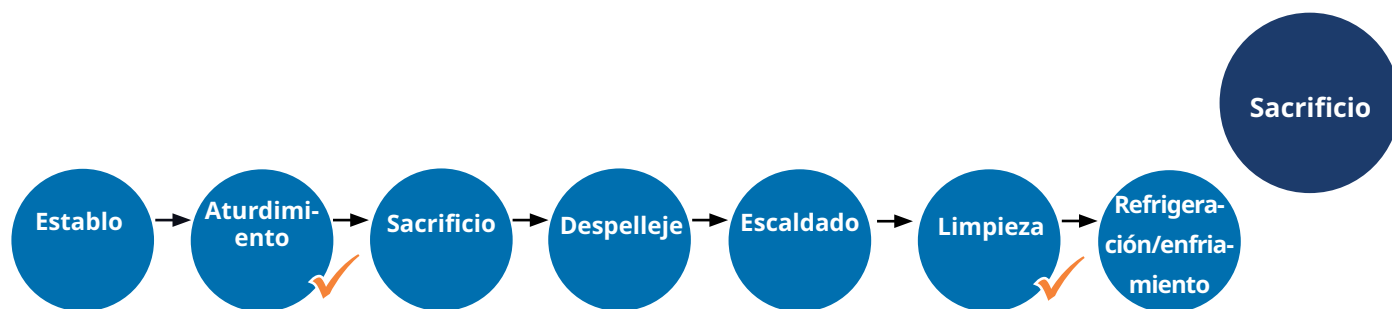 Sacrificio
Establo
Aturdimi-
ento
Sacrificio
Despelleje
Escaldado
Limpieza
Refrigera-
ción/enfria-
miento